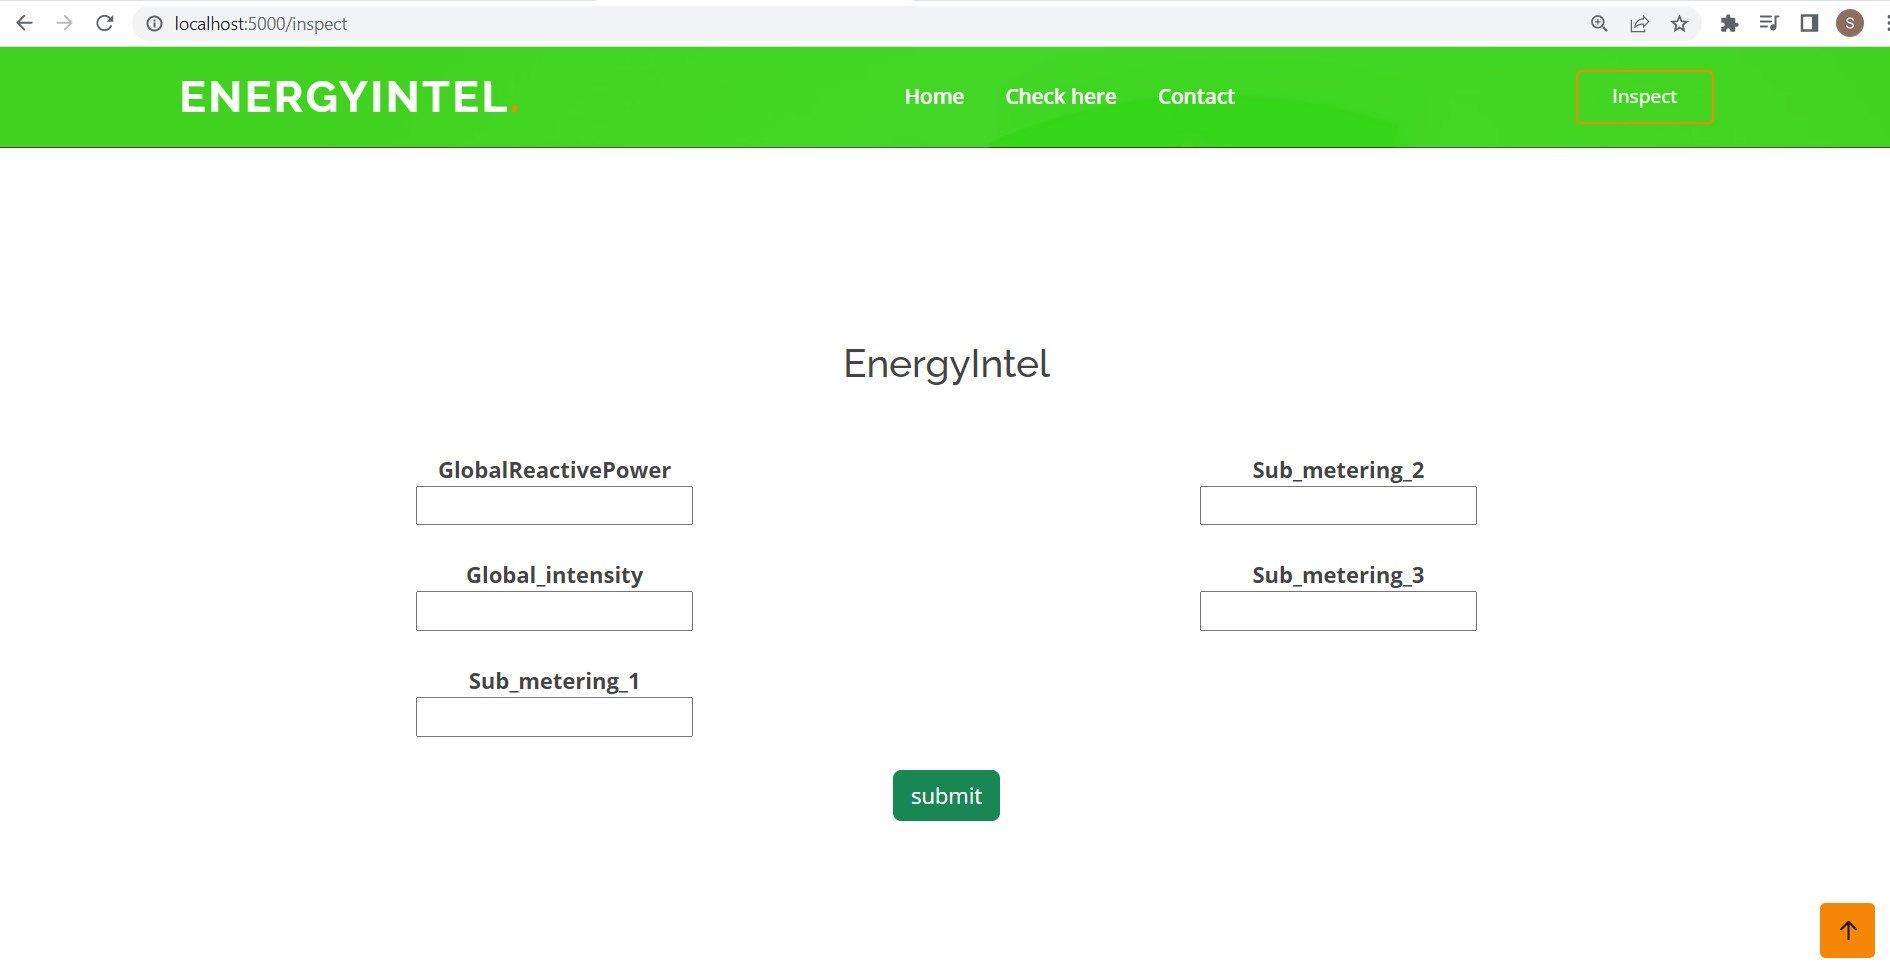 localhost:5000/inspect
S
ENERGYINTEL.
Home
Check here
Contact
Inspect
EnergyIntel
GlobalReactivePower
Sub_metering_2
Global_intensity
Sub_metering_3
Sub_metering_1
submit